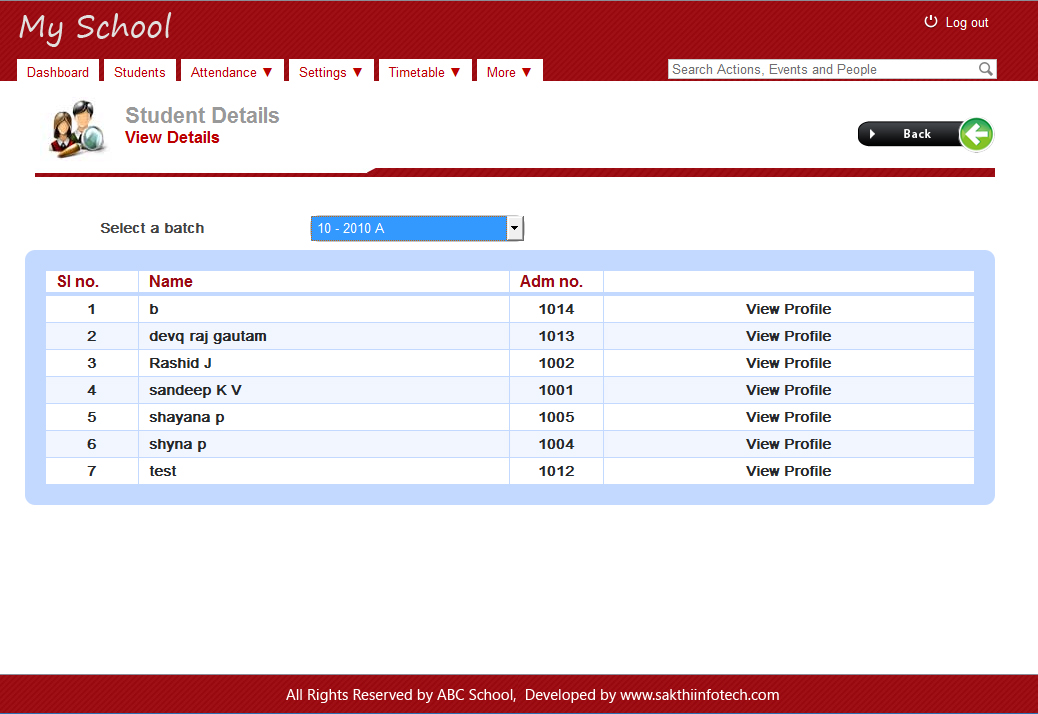 My School
Log out
Dashboard Students Attendance ▼ Settings ▼ Timetable ▼ More ▼ Search Actions, Events and People
Student Details
View Details
Back
Select a batch 10 - 2010 A
Sl no. Name Adm no.
1 b 1014 View Profile
2 devq raj gautam 1013 View Profile
3 Rashid J 1002 View Profile
4 sandeep K V 1001 View Profile
5 shayana p 1005 View Profile
6 shyna p 1004 View Profile
7 test 1012 View Profile
All Rights Reserved by ABC School, Developed by www.sakthiinfotech.com